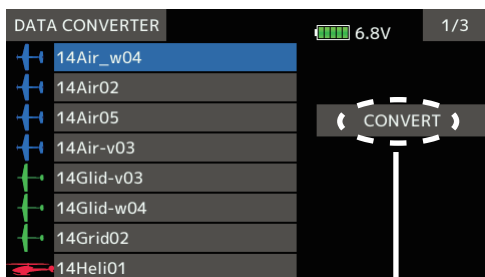 DATA CONVERTER
6.8V
1/3
14Air_w04
14Air02
14Air05
CONVERT
14Air-v03
14Glid-v03
14Glid-w04
14Grid02
14Heli01